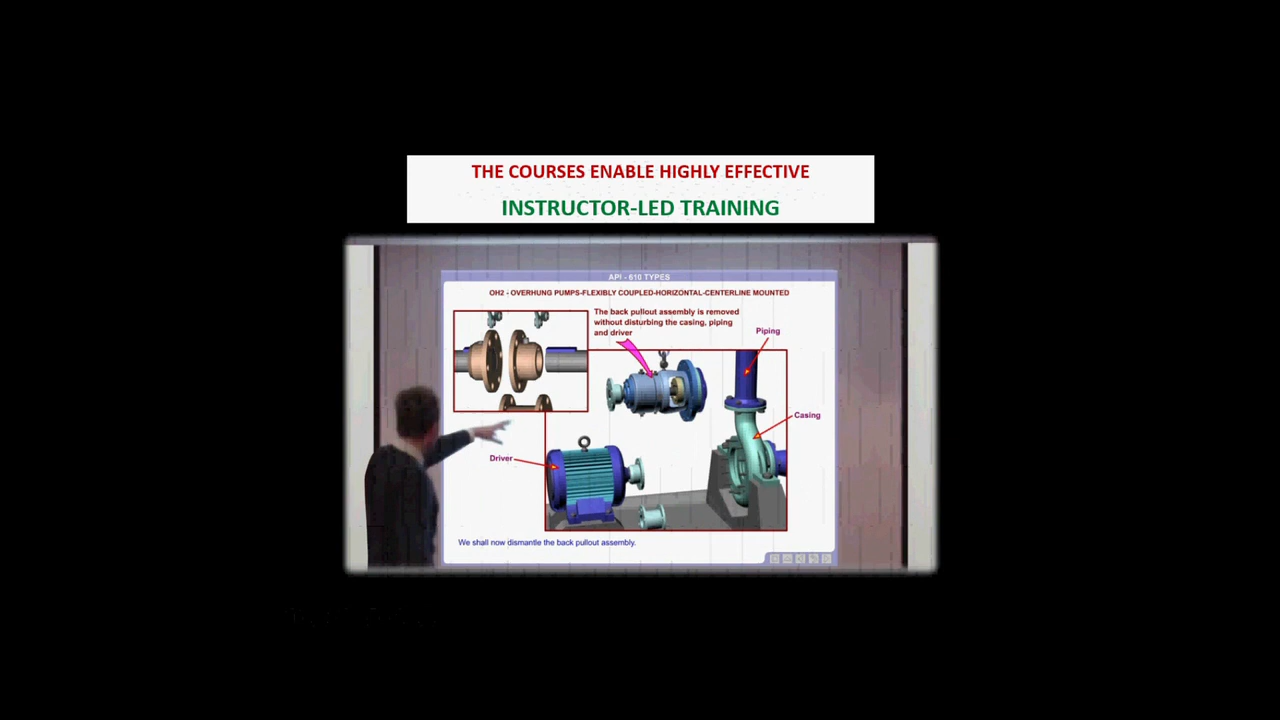 THE COURSES ENABLE HIGHLY EFFECTIVE
INSTRUCTOR-LED TRAINING
API - 610 TYPES
OH2 - OVERHUNG PUMPS-FLEXIBLY COUPLED-HORIZONTAL-CENTERLINE MOUNTED
The back pullout assembly is removed
without disturbing the casing, piping
and driver
Piping
Casing
Driver
We shall now dismantle the back pullout assembly.